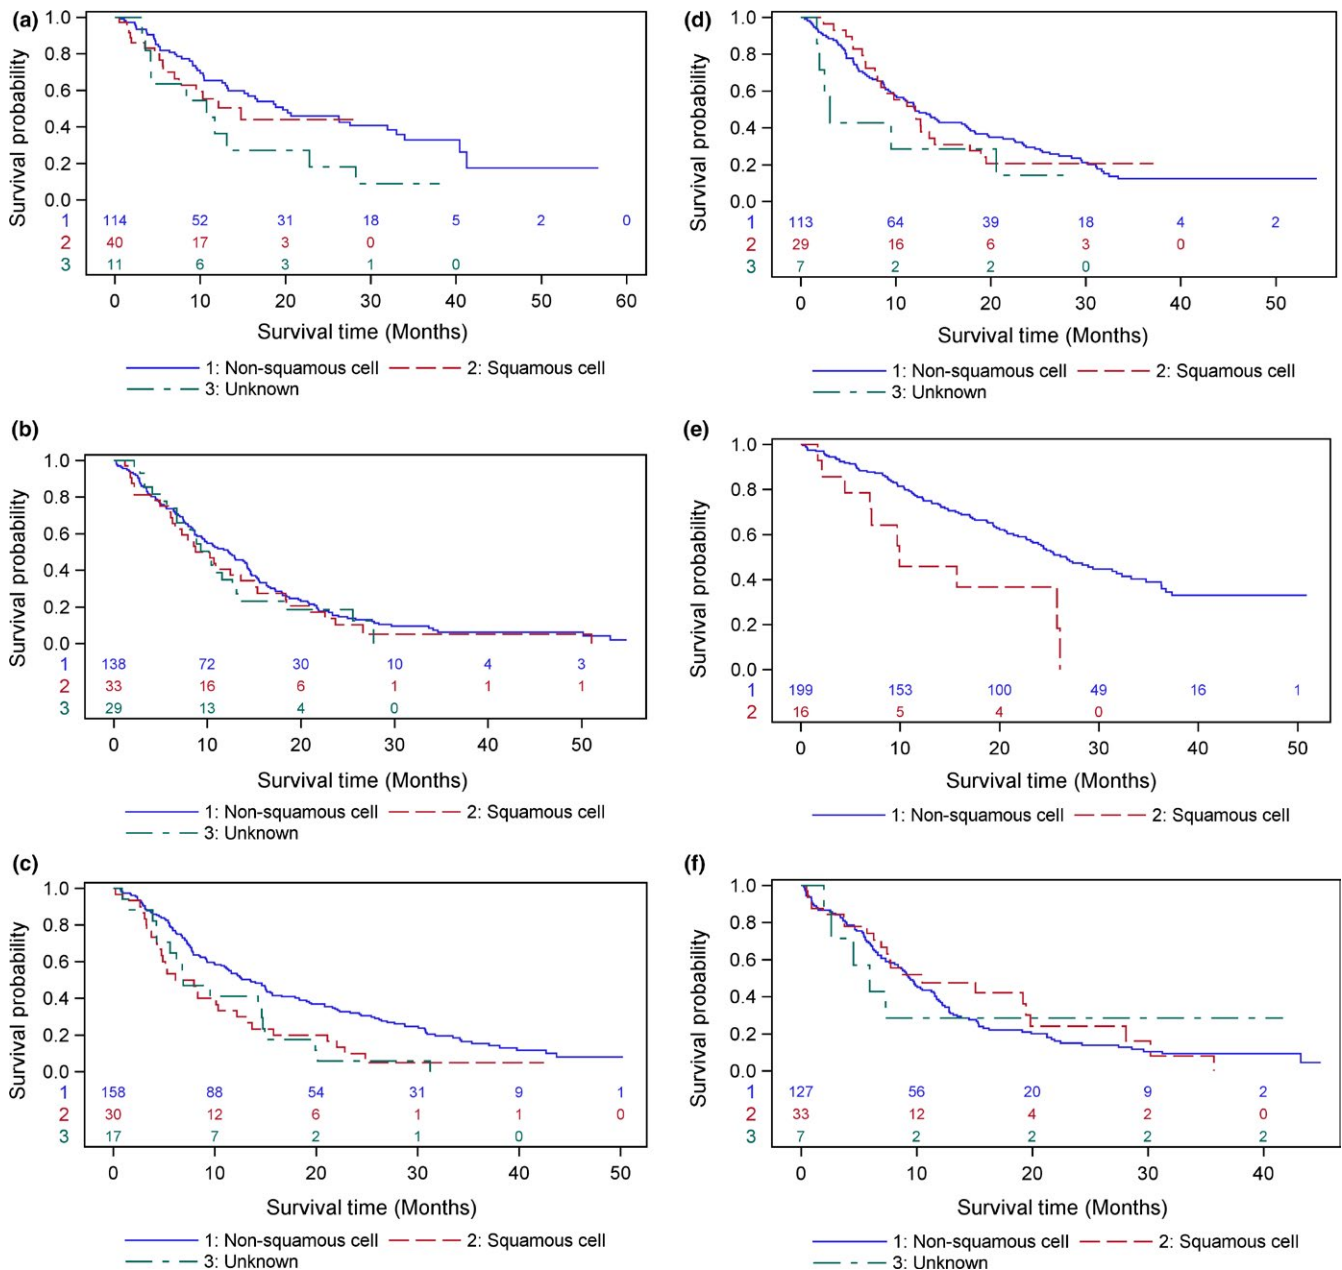 (a)
Survival probability
1.0
0.8
0.6
0.4
0.2
0.0
1 114 52 31 18 5 2 0
2 40 17 3 0
3 11 6 3 1 0
0 10 20 30 40 50 60
Survival time (Months)
1: Non-squamous cell 2: Squamous cell
3: Unknown
(b)
Survival probability
1.0
0.8
0.6
0.4
0.2
0.0
1 138 72 30 10 4 3
2 33 16 6 1 1 1
3 29 13 4 0
0 10 20 30 40 50
Survival time (Months)
1: Non-squamous cell 2: Squamous cell
3: Unknown
(c)
Survival probability
1.0
0.8
0.6
0.4
0.2
0.0
1 158 88 54 31 9 1
2 30 12 6 1 1 0
3 17 7 2 1 0
0 10 20 30 40 50
Survival time (Months)
1: Non-squamous cell 2: Squamous cell
3: Unknown
(d)
Survival probability
1.0
0.8
0.6
0.4
0.2
0.0
1 113 64 39 18 4 2
2 29 16 6 3 0
3 7 2 2 0
0 10 20 30 40 50
Survival time (Months)
1: Non-squamous cell 2: Squamous cell
3: Unknown
(e)
Survival probability
1.0
0.8
0.6
0.4
0.2
0.0
1 199 153 100 49 16 1
2 16 5 4 0
0 10 20 30 40 50
Survival time (Months)
1: Non-squamous cell 2: Squamous cell
(f)
Survival probability
1.0
0.8
0.6
0.4
0.2
0.0
1 127 56 20 9 2
2 33 12 4 2 0
3 7 2 2 2 2
0 10 20 30 40
Survival time (Months)
1: Non-squamous cell 2: Squamous cell
3: Unknown